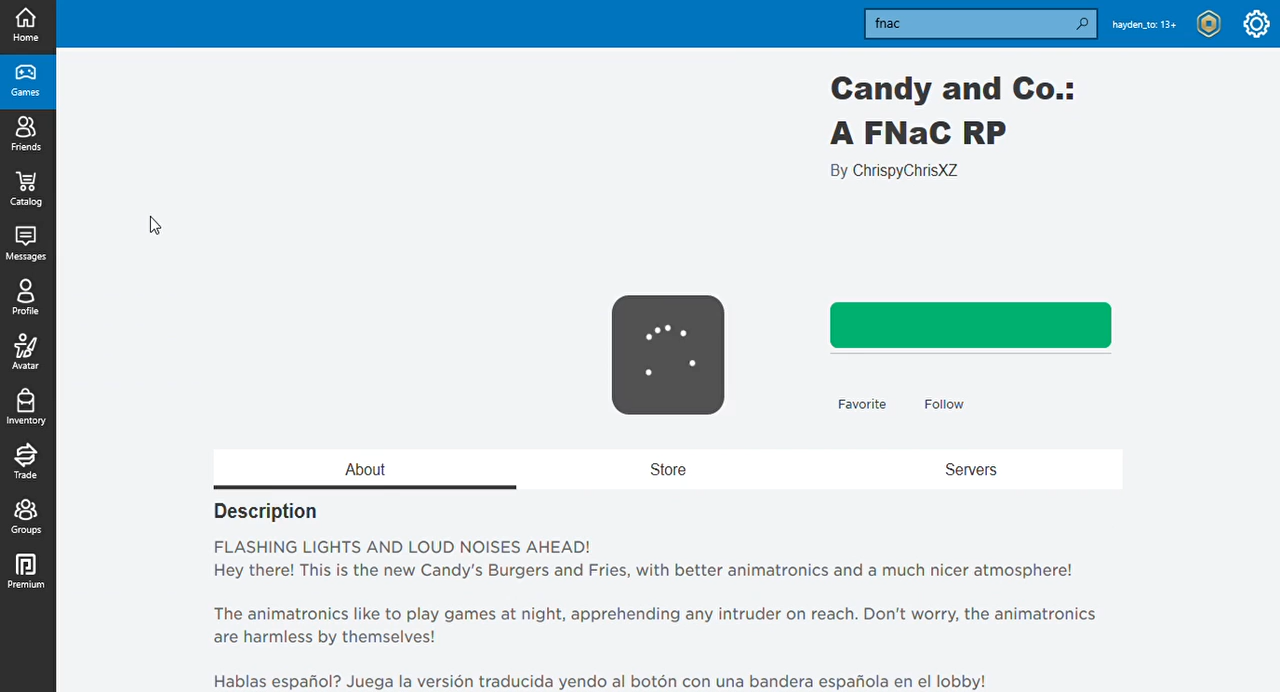 Home
fnac
hayden_to: 13+
Games
Friends
Catalog
Messages
Profile
Avatar
Inventory
Trade
Groups
Premium
Candy and Co.:
A FNaC RP
By ChrispyChrisXZ
Favorite
Follow
About
Store
Servers
Description
FLASHING LIGHTS AND LOUD NOISES AHEAD!
Hey there! This is the new Candy's Burgers and Fries, with better animatronics and a much nicer atmosphere!
The animatronics like to play games at night, apprehending any intruder on reach. Don't worry, the animatronics
are harmless by themselves!
Hablas español? Juega la versión traducida yendo al botón con una bandera española en el lobby!